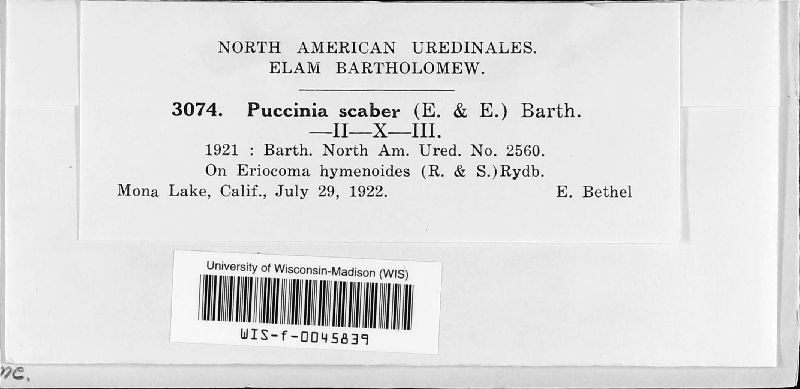 NORTH AMERICAN UREDINALES.
ELAM BARTHOLOMEW.
3074. Puccinia scaber (E. & E.) Barth.
—II—X—III.
1921 : Barth. North Am. Ured. No. 2560.
On Eriocoma hymenoides (R. & S.)Rydb.
Mona Lake, Calif., July 29, 1922. E. Bethel
University of Wisconsin-Madison (WIS)
WIS-f-0045839